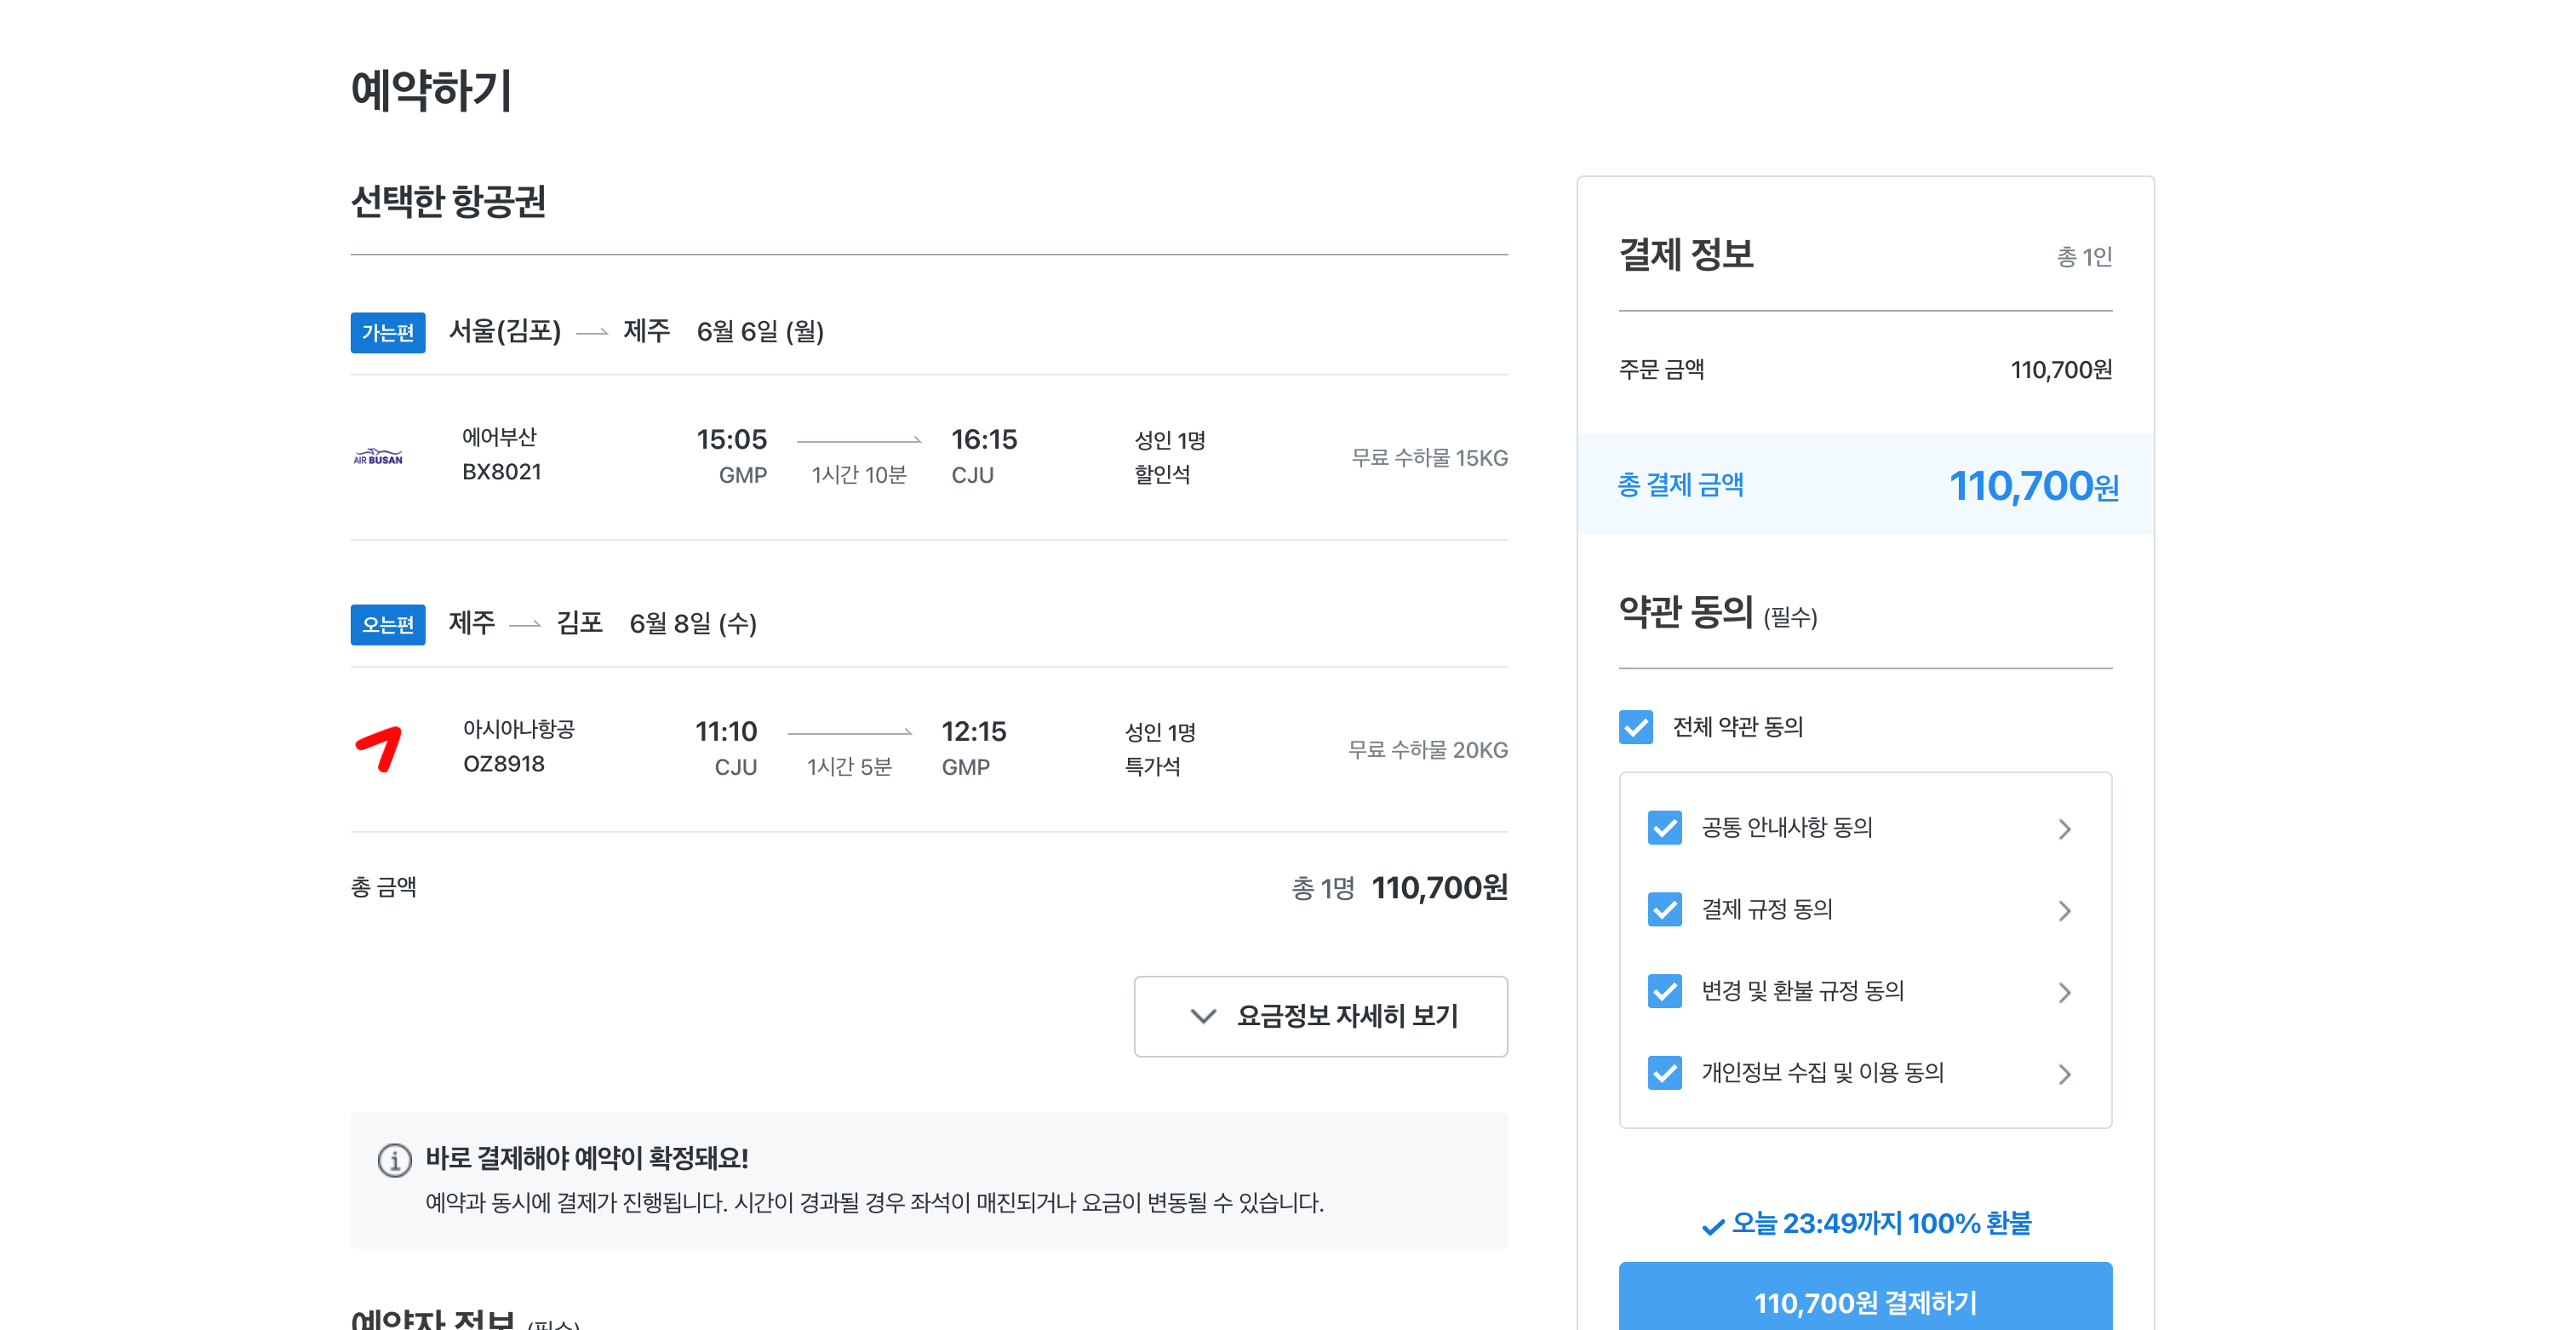 예약하기
선택한 항공권
가는편 서울(김포) 제주 6월 6일 (월)
AIR BUSAN
에어부산
BX8021
15:05
GMP
1시간 10분
16:15
CJU
성인 1명
할인석
무료 수하물 15KG
오는편 제주 김포 6월 8일 (수)
아시아나항공
OZ8918
11:10
CJU
1시간 5분
12:15
GMP
성인 1명
특가석
무료 수하물 20KG
총 금액 총 1명 110,700원
요금정보 자세히 보기
바로 결제해야 예약이 확정돼요!
예약과 동시에 결제가 진행됩니다. 시간이 경과될 경우 좌석이 매진되거나 요금이 변동될 수 있습니다.
예약자 정보 (필수)
결제 정보 총 1인
주문 금액 110,700원
총 결제 금액 110,700원
약관 동의 (필수)
전체 약관 동의
공통 안내사항 동의
결제 규정 동의
변경 및 환불 규정 동의
개인정보 수집 및 이용 동의
오늘 23:49까지 100% 환불
110,700원 결제하기